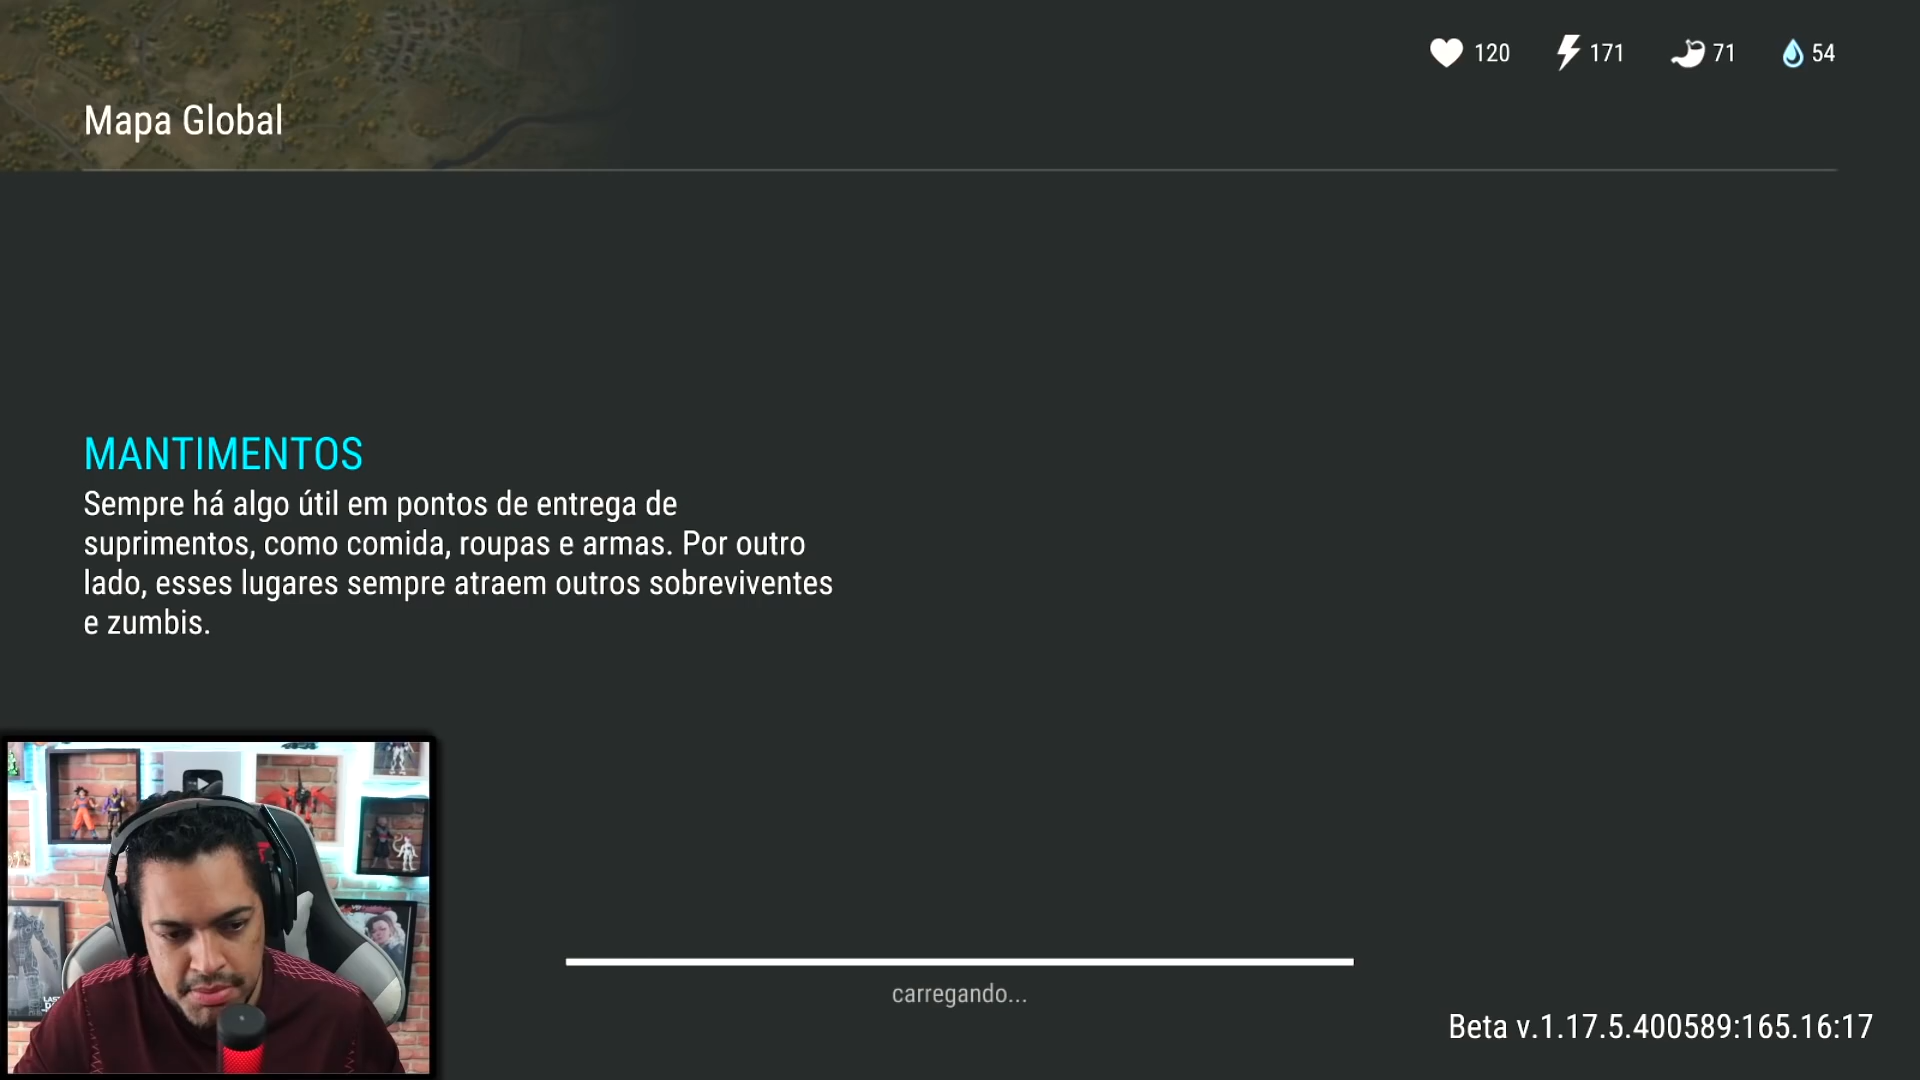 120
171
71
54
Mapa Global
MANTIMENTOS
Sempre há algo útil em pontos de entrega de
suprimentos, como comida, roupas e armas. Por outro
lado, esses lugares sempre atraem outros sobreviventes
e zumbis.
LAST
carregando...
Beta v.1.17.5.400589:165.16:17